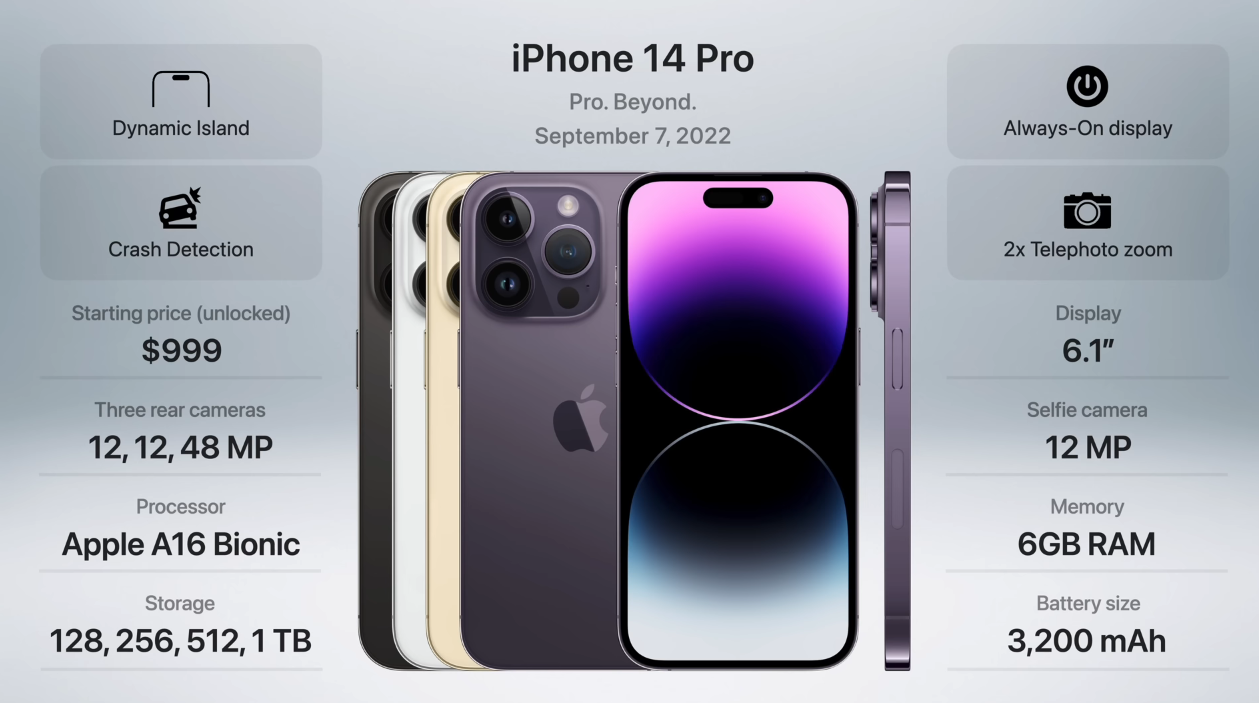 iPhone 14 Pro
Pro. Beyond.
September 7, 2022
Dynamic Island
Crash Detection
Starting price (unlocked)
$999
Three rear cameras
12, 12, 48 MP
Processor
Apple A16 Bionic
Storage
128, 256, 512, 1 TB
Always-On display
2x Telephoto zoom
Display
6.1”
Selfie camera
12 MP
Memory
6GB RAM
Battery size
3,200 mAh